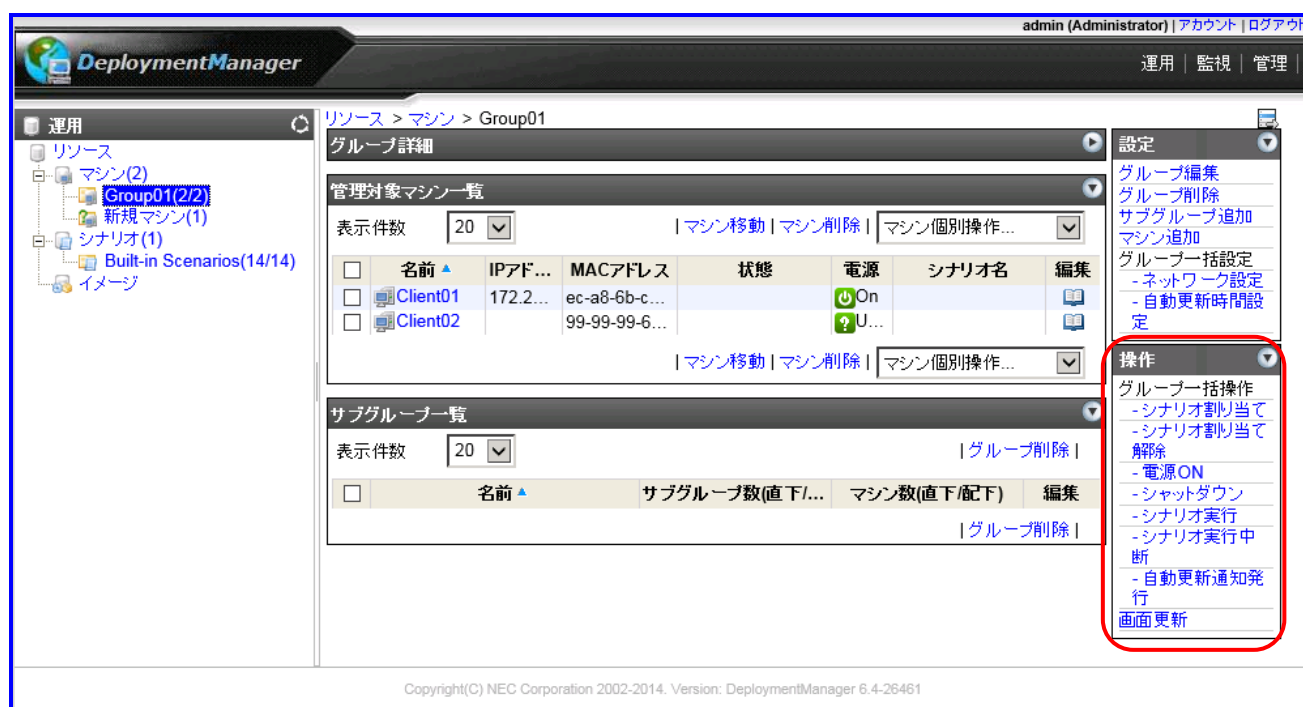 admin (Administrator) | アカウント | ログアウト
DeploymentManager
運用 | 監視 | 管理 |
運用
リソース
マシン(2)
Group01(2/2)
新規マシン(1)
シナリオ(1)
Built-in Scenarios(14/14)
イメージ
リソース > マシン > Group01
グループ詳細
管理対象マシン一覧
表示件数 20 | マシン移動 | マシン削除 | マシン個別操作...
名前 IPアド... MACアドレス 状態 電源 シナリオ名 編集
Client01 172.2... ec-a8-6b-c... On
Client02 99-99-99-6... U...
| マシン移動 | マシン削除 | マシン個別操作...
サブグループ一覧
表示件数 20 | グループ削除 |
名前 サブグループ数(直下/... マシン数(直下/配下) 編集
| グループ削除 |
設定
グループ編集
グループ削除
サブグループ追加
マシン追加
グループ一括設定
- ネットワーク設定
- 自動更新時間設
定
操作
グループ一括操作
- シナリオ割り当て
- シナリオ割り当て
解除
- 電源ON
- シャットダウン
- シナリオ実行
- シナリオ実行中
断
- 自動更新通知発
行
画面更新
Copyright(C) NEC Corporation 2002-2014. Version: DeploymentManager 6.4-26461